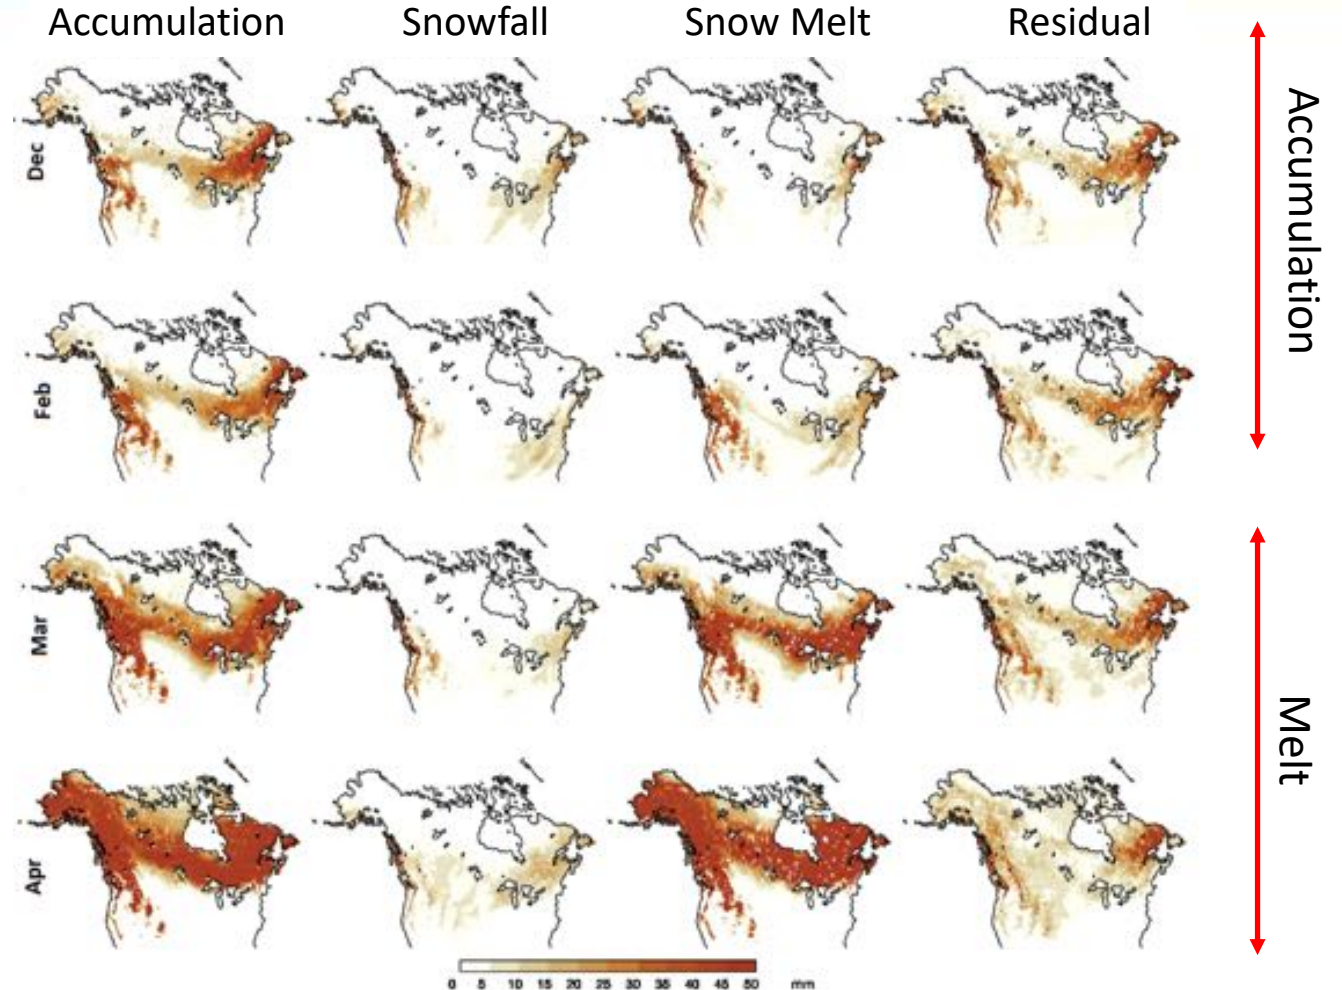 Accumulation Snowfall Snow Melt Residual
Dec
Feb
Mar
Apr
Accumulation
Melt
0 5 10 15 20 25 30 35 40 45 50 mm